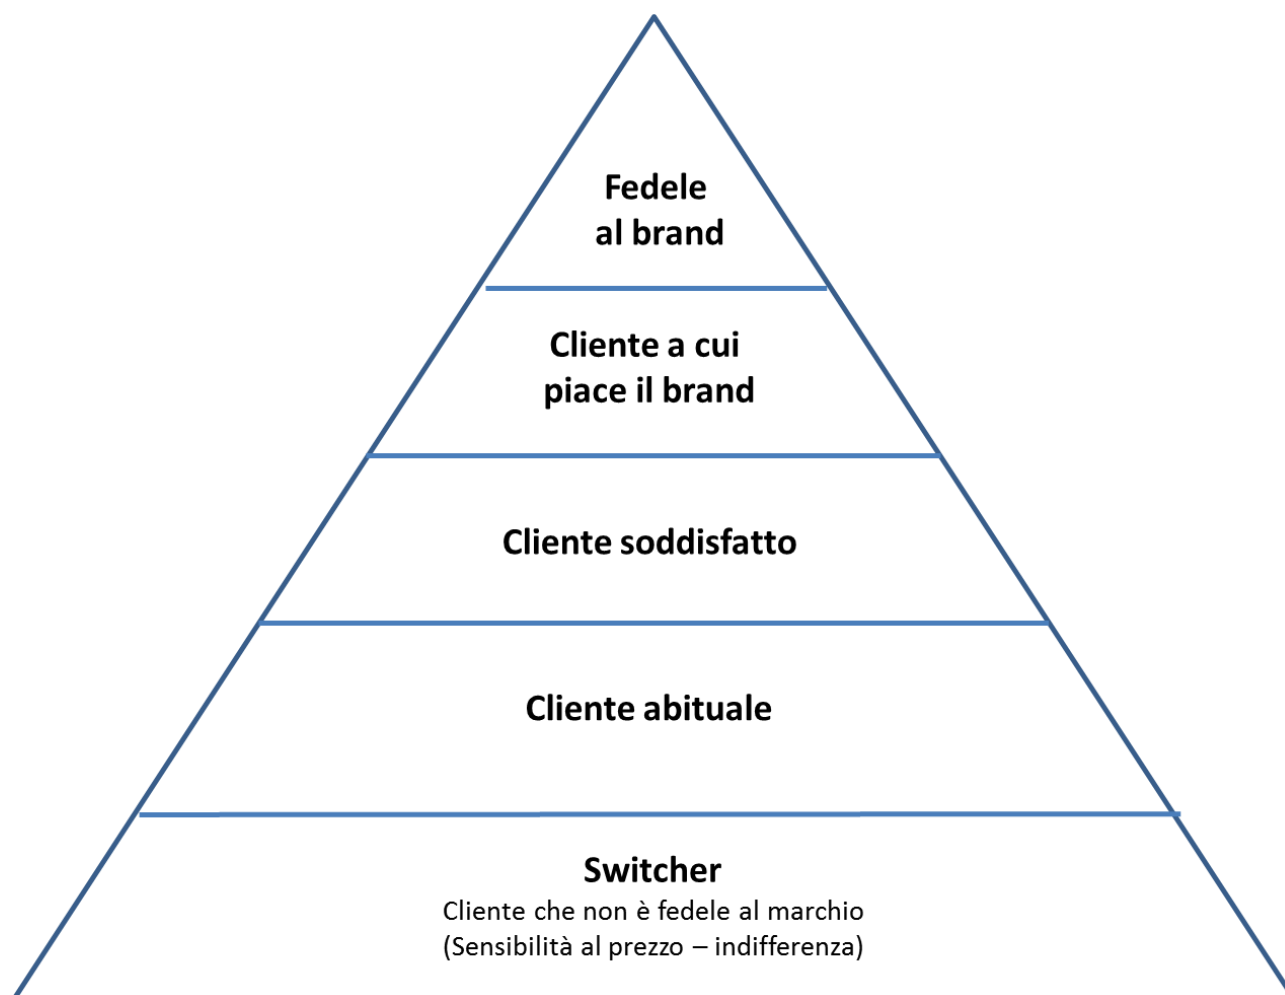 Fedele
al brand
Cliente a cui
piace il brand
Cliente soddisfatto
Cliente abituale
Switcher
Cliente che non è fedele al marchio
(Sensibilità al prezzo – indifferenza)